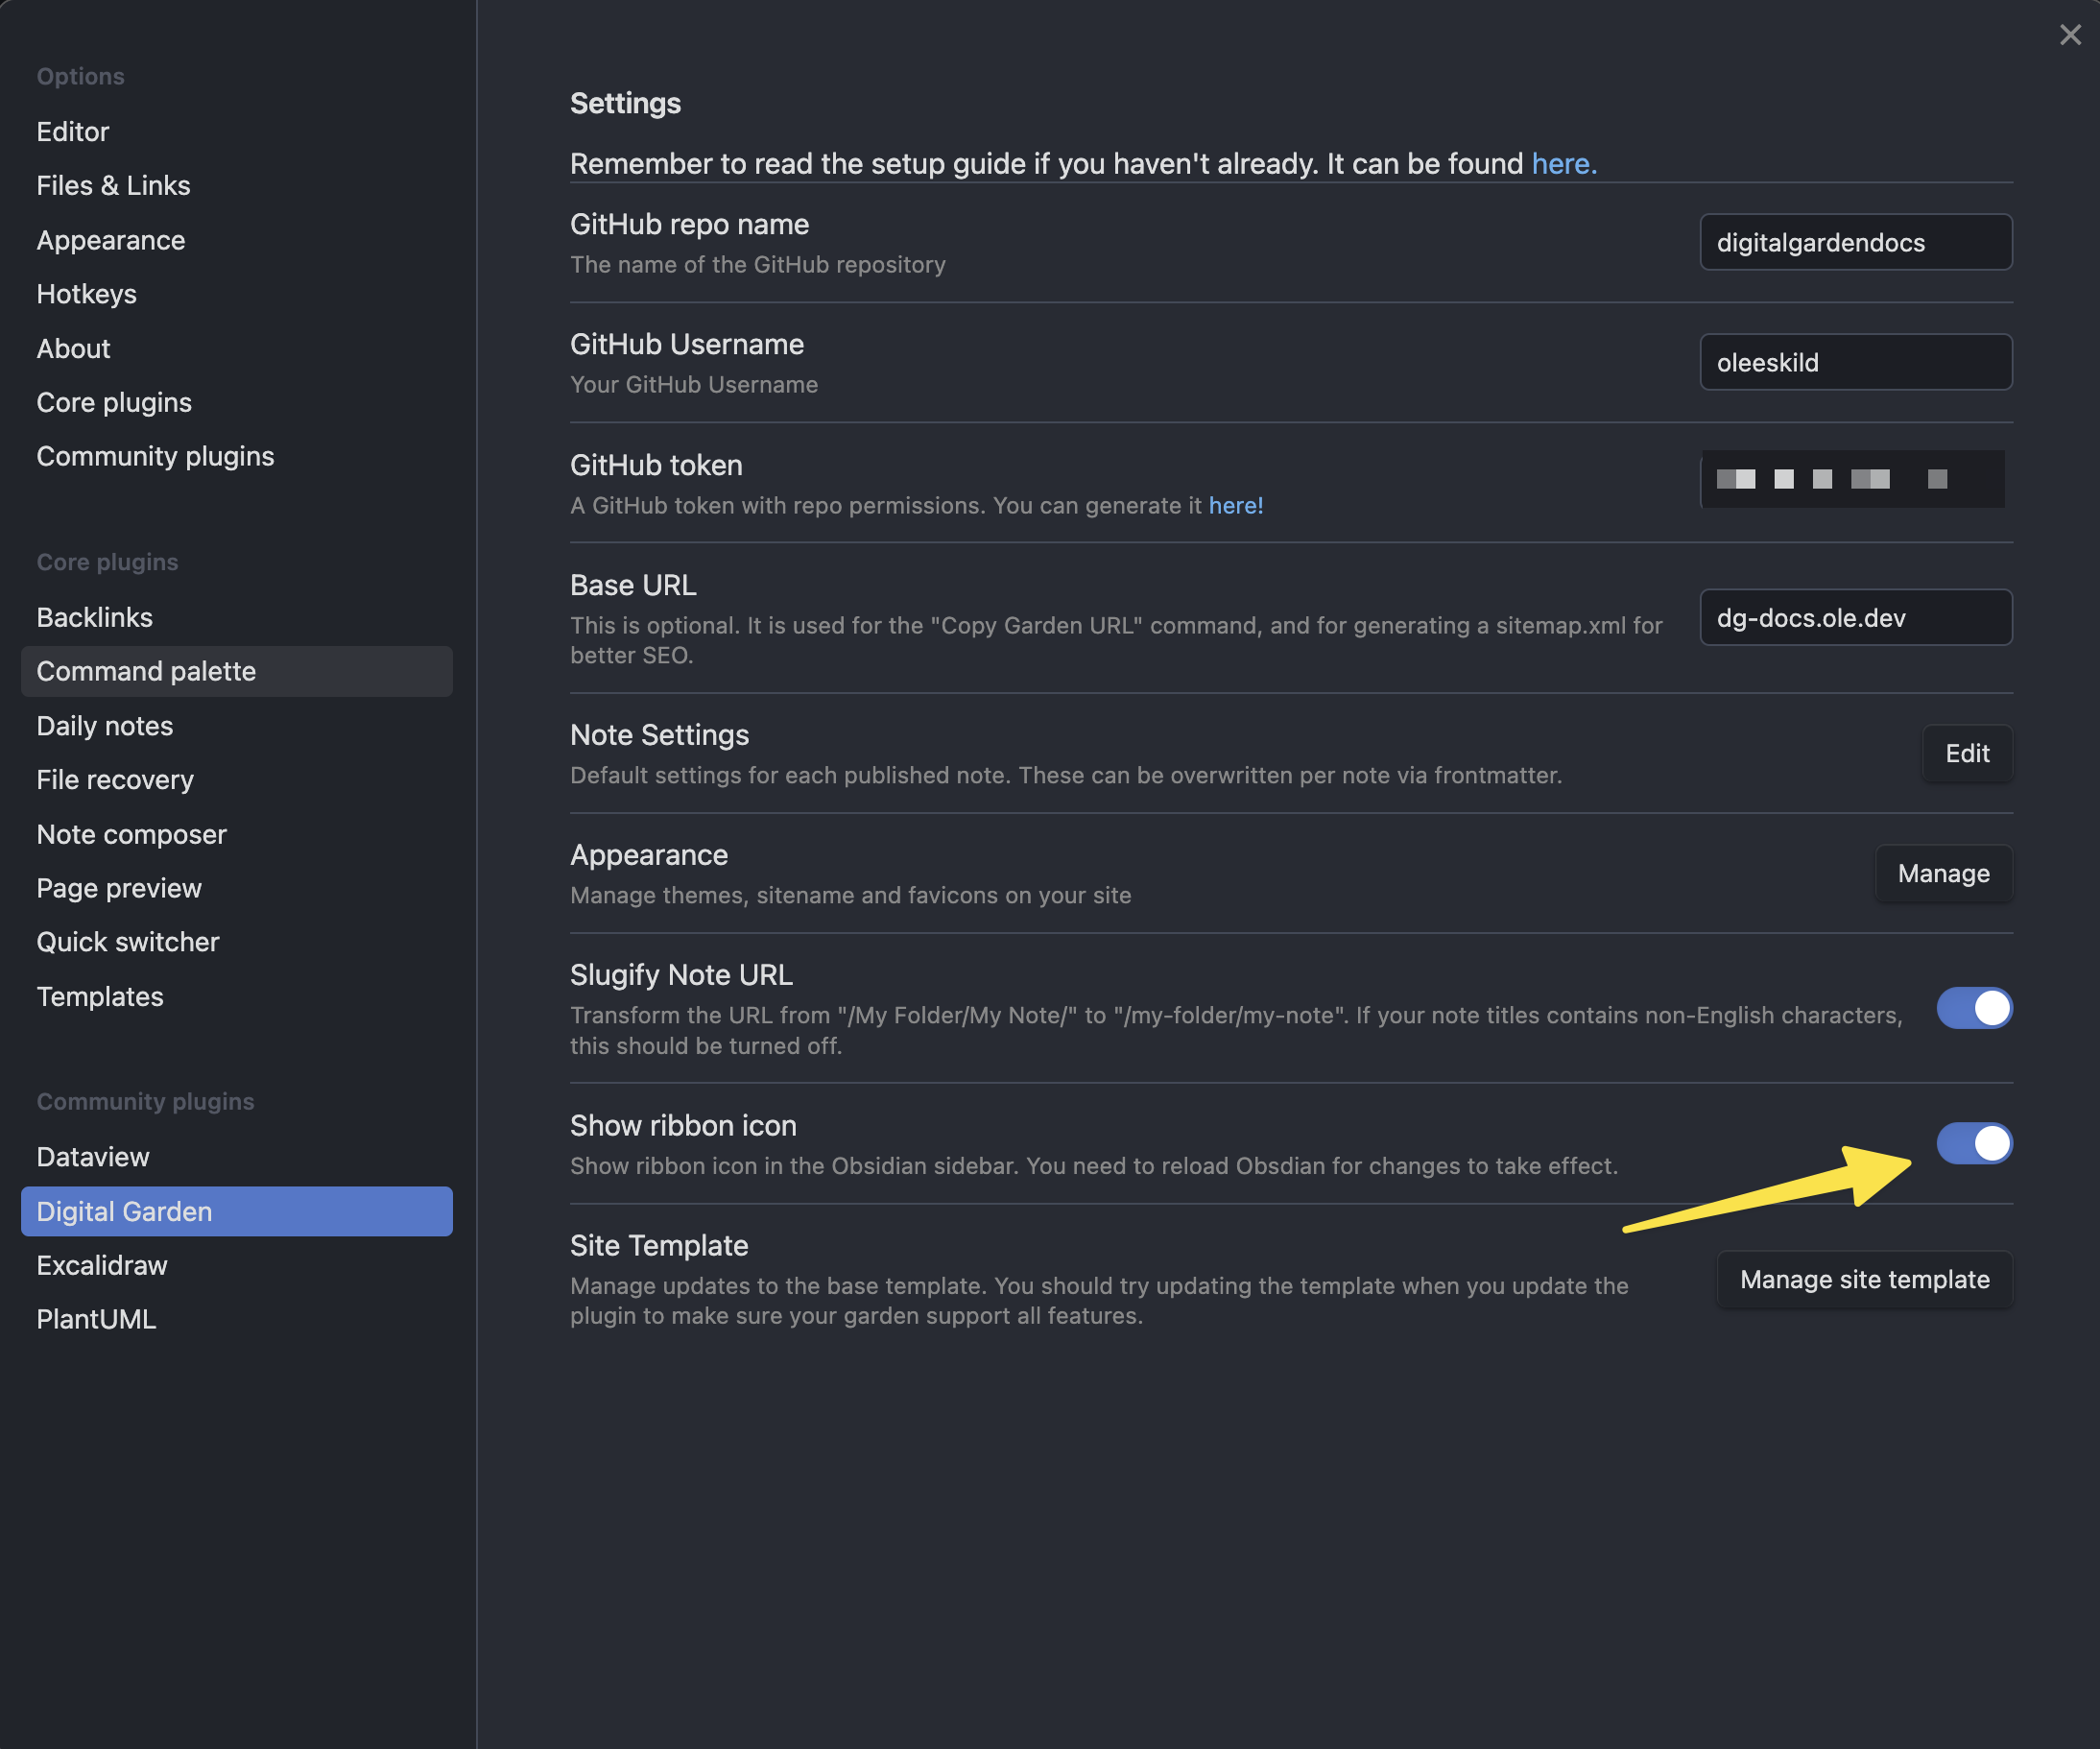 Options
Editor
Files & Links
Appearance
Hotkeys
About
Core plugins
Community plugins
Core plugins
Backlinks
Command palette
Daily notes
File recovery
Note composer
Page preview
Quick switcher
Templates
Community plugins
Dataview
Digital Garden
Excalidraw
PlantUML
Settings
Remember to read the setup guide if you haven't already. It can be found here.
GitHub repo name
The name of the GitHub repository
digitalgardendocs
GitHub Username
Your GitHub Username
oleeskild
GitHub token
A GitHub token with repo permissions. You can generate it here!
Base URL
This is optional. It is used for the "Copy Garden URL" command, and for generating a sitemap.xml for
better SEO.
dg-docs.ole.dev
Note Settings
Default settings for each published note. These can be overwritten per note via frontmatter.
Edit
Appearance
Manage themes, sitename and favicons on your site
Manage
Slugify Note URL
Transform the URL from "/My Folder/My Note/" to "/my-folder/my-note". If your note titles contains non-English characters,
this should be turned off.
Show ribbon icon
Show ribbon icon in the Obsidian sidebar. You need to reload Obsdian for changes to take effect.
Site Template
Manage updates to the base template. You should try updating the template when you update the
plugin to make sure your garden support all features.
Manage site template